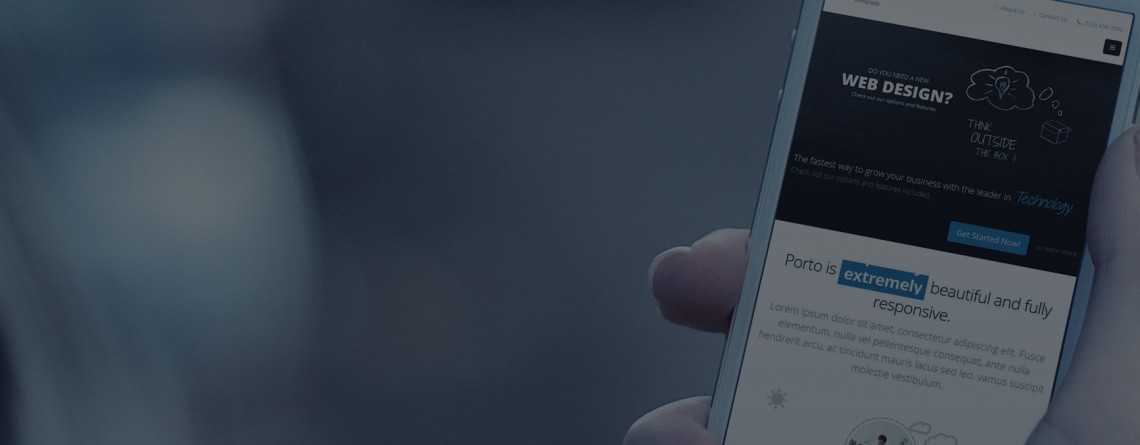 Template
About Us
Contact Us
(123) 456-7890
DO YOU NEED A NEW
WEB DESIGN?
Check out our options and features
THINK
OUTSIDE
THE BOX :)
The fastest way to grow your business with the leader in Technology.
Check out our options and features included.
Get Started Now!
or learn more.
Porto is extremely beautiful and fully
responsive.
Lorem ipsum dolor sit amet, consectetur adipiscing elit. Fusce
elementum, nulla vel pellentesque consequat, ante nulla
hendrerit arcu, ac tincidunt mauris lacus sed leo. vamus suscipit
molestie vestibulum.